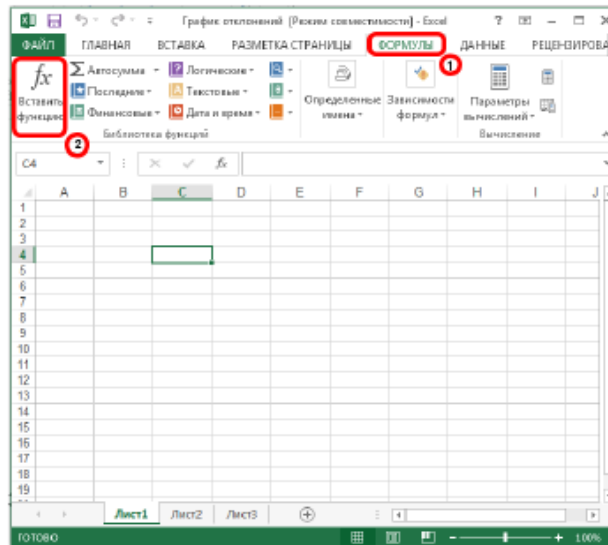 График отклонений [Режим совместимости] - Excel
ФАЙЛ ГЛАВНАЯ ВСТАВКА РАЗМЕТКА СТРАНИЦЫ ФОРМУЛЫ ДАННЫЕ РЕЦЕНЗИРОВА
1
fx Вставить функцию
Σ Автосумма
Последние
Финансовые
Логические
Текстовые
Дата и время
Определенные имена
Зависимости формул
Параметры вычислений
Библиотека функций Вычисление
2
C4 fx
A B C D E F G H I J
1
2
3
4
5
6
7
8
9
10
11
12
13
14
15
16
17
18
19
Лист1 Лист2 Лист3
ГОТОВО 100%